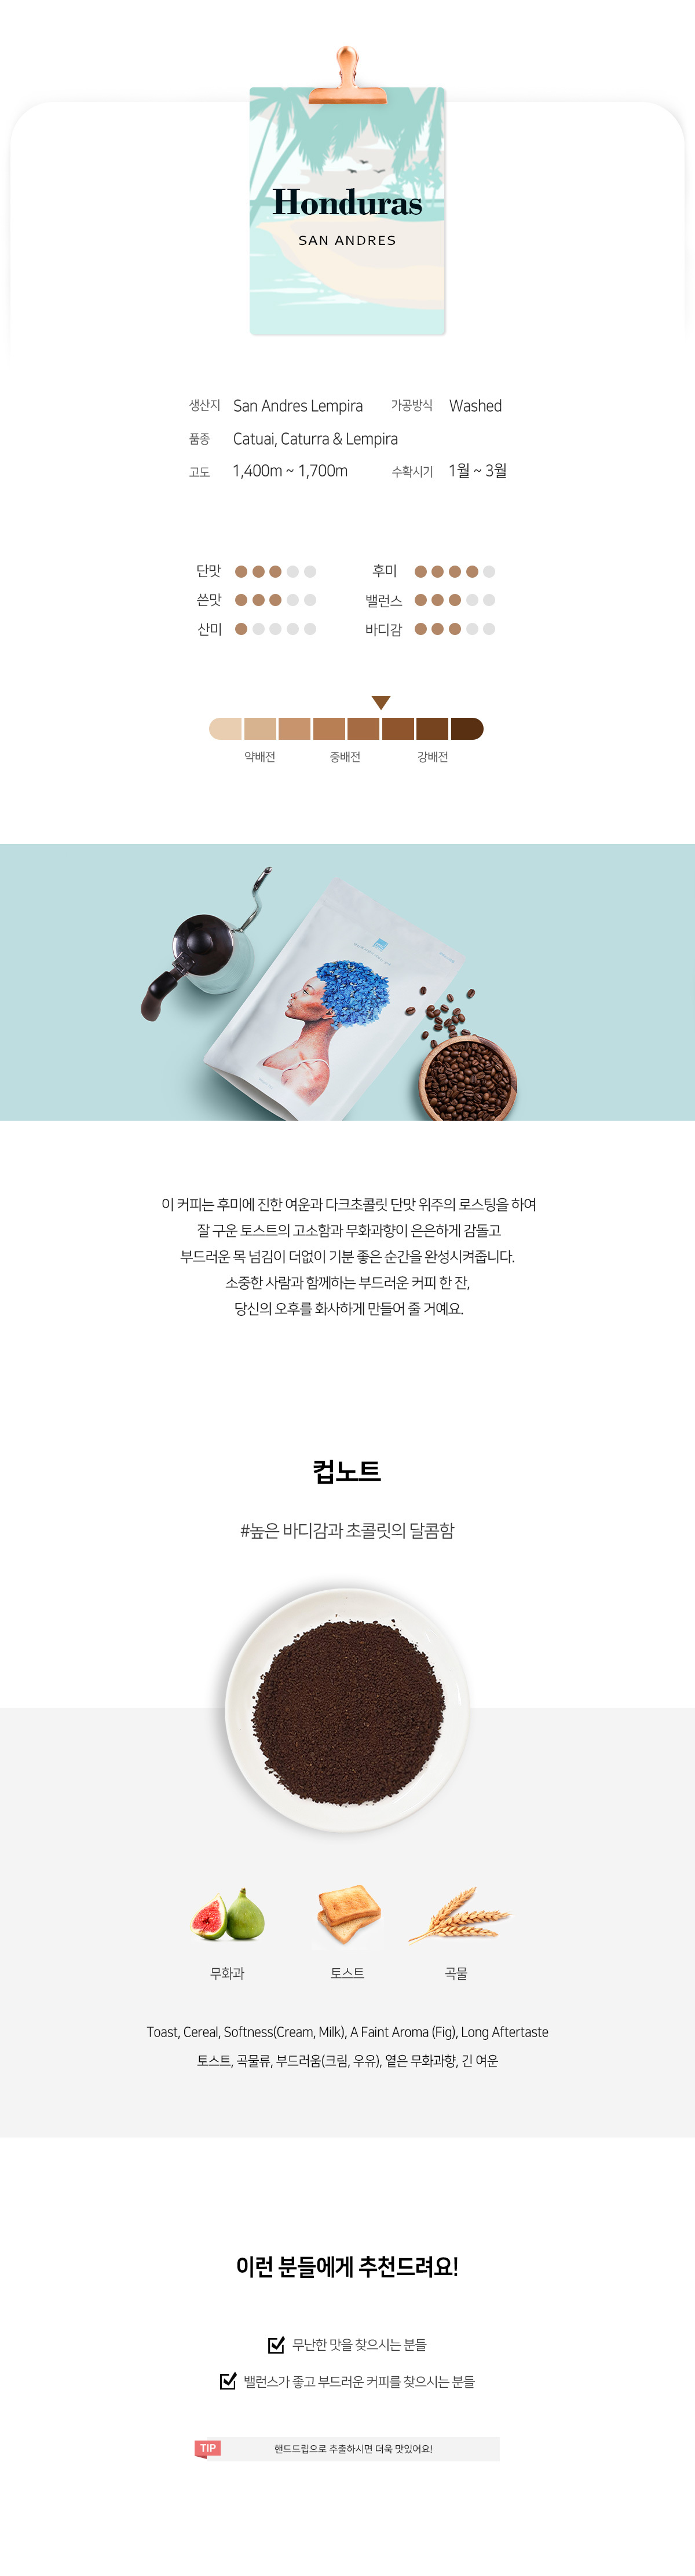 Honduras
SAN ANDRES
생산지 San Andres Lempira 가공방식 Washed
품종 Catuai, Caturra & Lempira
고도 1,400m ~ 1,700m 수확시기 1월 ~ 3월
단맛 후미
쓴맛 밸런스
산미 바디감
약배전 중배전 강배전
이 커피는 후미에 진한 여운과 다크초콜릿 단맛 위주의 로스팅을 하여
잘 구운 토스트의 고소함과 무화과향이 은은하게 감돌고
부드러운 목 넘김이 더없이 기분 좋은 순간을 완성시켜줍니다.
소중한 사람과 함께하는 부드러운 커피 한 잔,
당신의 오후를 화사하게 만들어 줄 거예요.
컵노트
#높은 바디감과 초콜릿의 달콤함
무화과 토스트 곡물
Toast, Cereal, Softness(Cream, Milk), A Faint Aroma (Fig), Long Aftertaste
토스트, 곡물류, 부드러움(크림, 우유), 옅은 무화과향, 긴 여운
이런 분들에게 추천드려요!
무난한 맛을 찾으시는 분들
밸런스가 좋고 부드러운 커피를 찾으시는 분들
TIP 핸드드립으로 추출하시면 더욱 맛있어요!